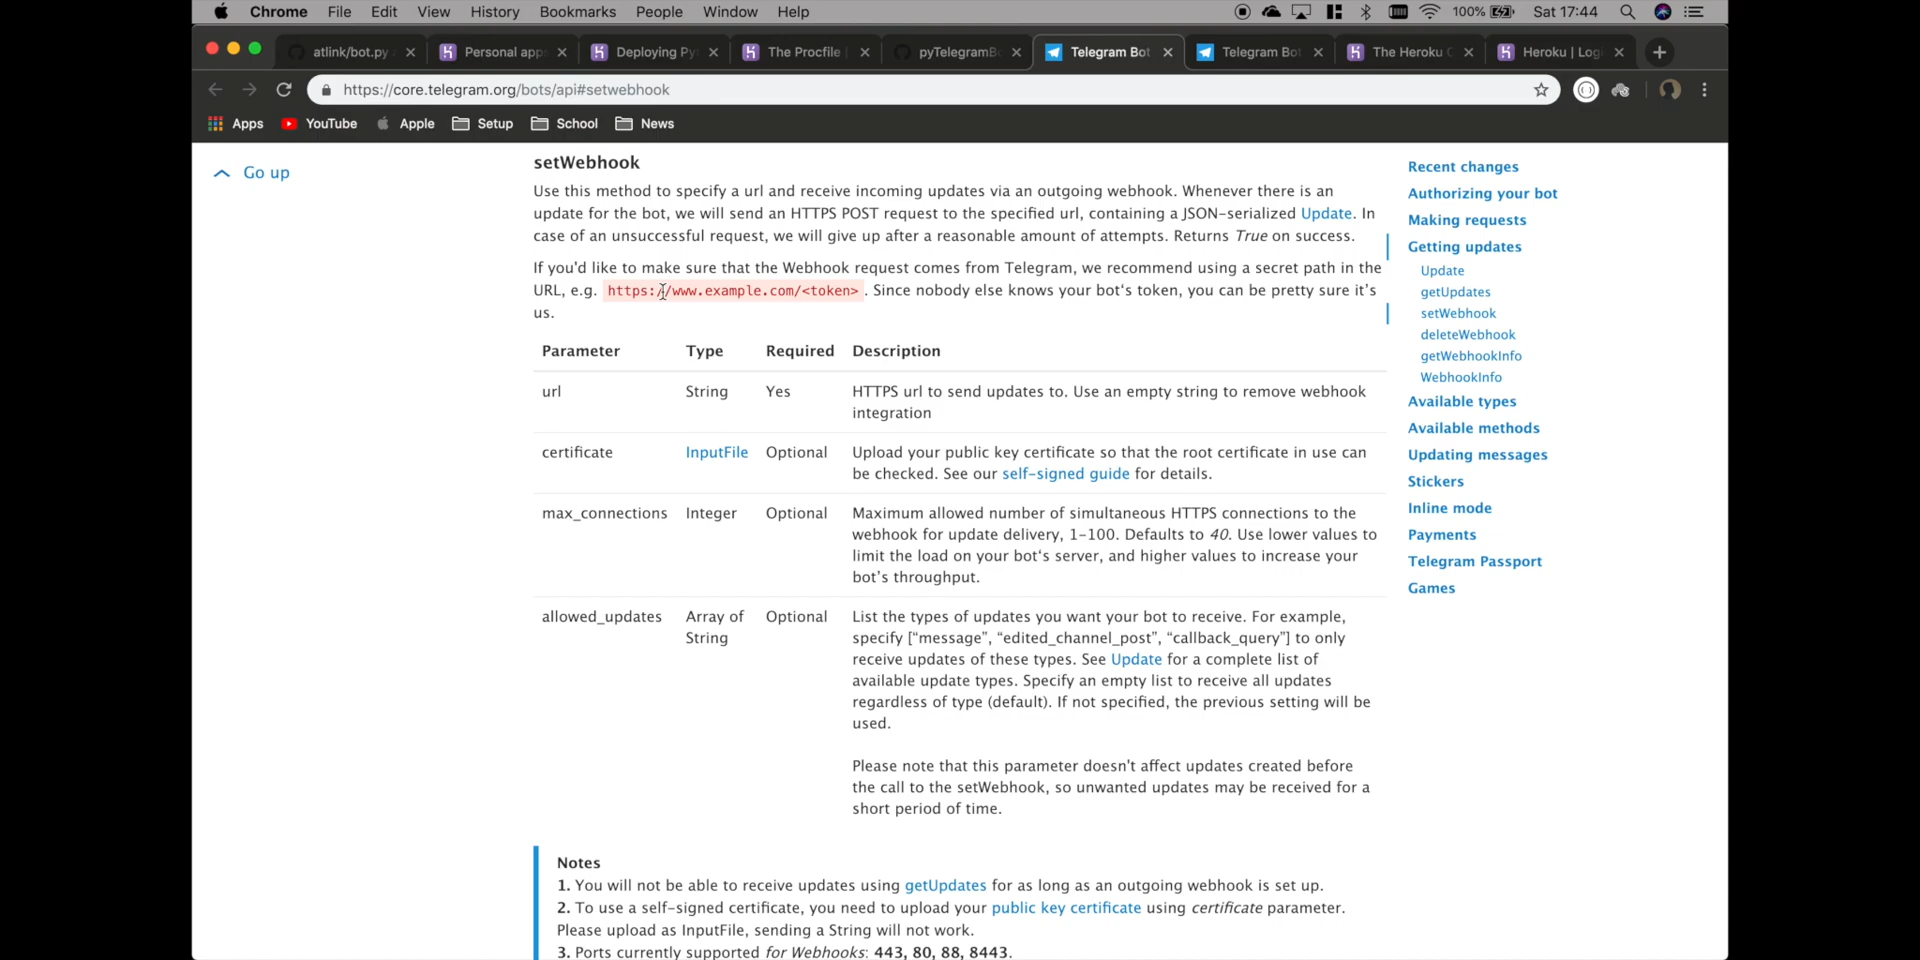 Chrome File Edit View History Bookmarks People Window Help 100% Sat 17:44
atlink/bot.py Personal apps Deploying Py The Procfile pyTelegramB Telegram Bot Telegram Bot The Heroku Heroku | Logi
https://core.telegram.org/bots/api#setwebhook
Apps YouTube Apple Setup School News
Go up
setWebhook
Use this method to specify a url and receive incoming updates via an outgoing webhook. Whenever there is an
update for the bot, we will send an HTTPS POST request to the specified url, containing a JSON-serialized Update. In
case of an unsuccessful request, we will give up after a reasonable amount of attempts. Returns True on success.
If you'd like to make sure that the Webhook request comes from Telegram, we recommend using a secret path in the
URL, e.g. https://www.example.com/<token>. Since nobody else knows your bot‘s token, you can be pretty sure it’s
us.
Parameter Type Required Description
url String Yes HTTPS url to send updates to. Use an empty string to remove webhook
integration
certificate InputFile Optional Upload your public key certificate so that the root certificate in use can
be checked. See our self-signed guide for details.
max_connections Integer Optional Maximum allowed number of simultaneous HTTPS connections to the
webhook for update delivery, 1-100. Defaults to 40. Use lower values to
limit the load on your bot‘s server, and higher values to increase your
bot’s throughput.
allowed_updates Array of Optional List the types of updates you want your bot to receive. For example,
String specify [“message”, “edited_channel_post”, “callback_query”] to only
receive updates of these types. See Update for a complete list of
available update types. Specify an empty list to receive all updates
regardless of type (default). If not specified, the previous setting will be
used.
Please note that this parameter doesn't affect updates created before
the call to the setWebhook, so unwanted updates may be received for a
short period of time.
Notes
1. You will not be able to receive updates using getUpdates for as long as an outgoing webhook is set up.
2. To use a self-signed certificate, you need to upload your public key certificate using certificate parameter.
Please upload as InputFile, sending a String will not work.
3. Ports currently supported for Webhooks: 443, 80, 88, 8443.
Recent changes
Authorizing your bot
Making requests
Getting updates
Update
getUpdates
setWebhook
deleteWebhook
getWebhookInfo
WebhookInfo
Available types
Available methods
Updating messages
Stickers
Inline mode
Payments
Telegram Passport
Games